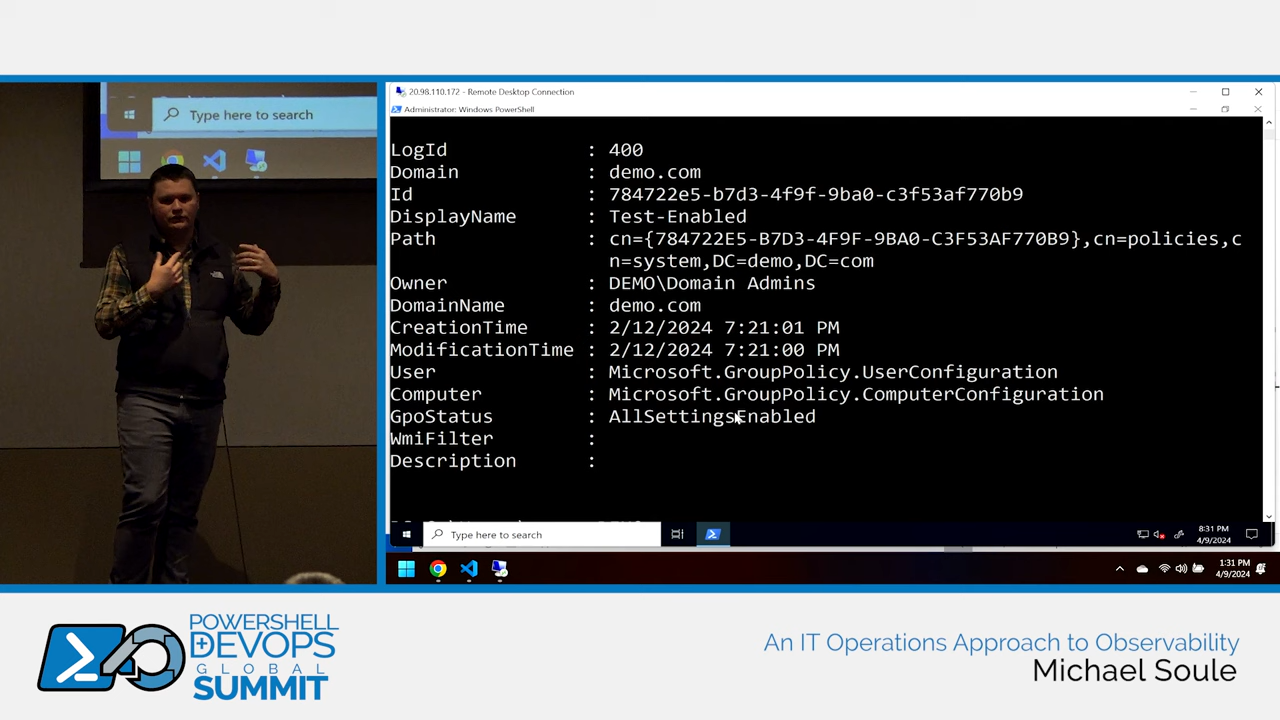 Type here to search
20.98.110.172 - Remote Desktop Connection
Administrator: Windows PowerShell
LogId : 400
Domain : demo.com
Id : 784722e5-b7d3-4f9f-9ba0-c3f53af770b9
DisplayName : Test-Enabled
Path : cn={784722E5-B7D3-4F9F-9BA0-C3F53AF770B9},cn=policies,c
n=system,DC=demo,DC=com
Owner : DEMO\Domain Admins
DomainName : demo.com
CreationTime : 2/12/2024 7:21:01 PM
ModificationTime : 2/12/2024 7:21:00 PM
User : Microsoft.GroupPolicy.UserConfiguration
Computer : Microsoft.GroupPolicy.ComputerConfiguration
GpoStatus : AllSettingsEnabled
WmiFilter :
Description :
Type here to search
8:31 PM
4/9/2024
1:31 PM
4/9/2024
POWERSHELL
DEVOPS
GLOBAL
SUMMIT
An IT Operations Approach to Observability
Michael Soule